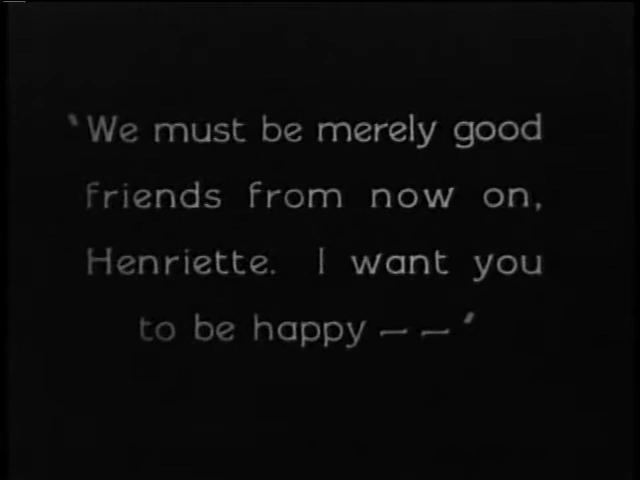 ‛We must be merely good
friends from now on,
Henriette. I want you
to be happy — —’